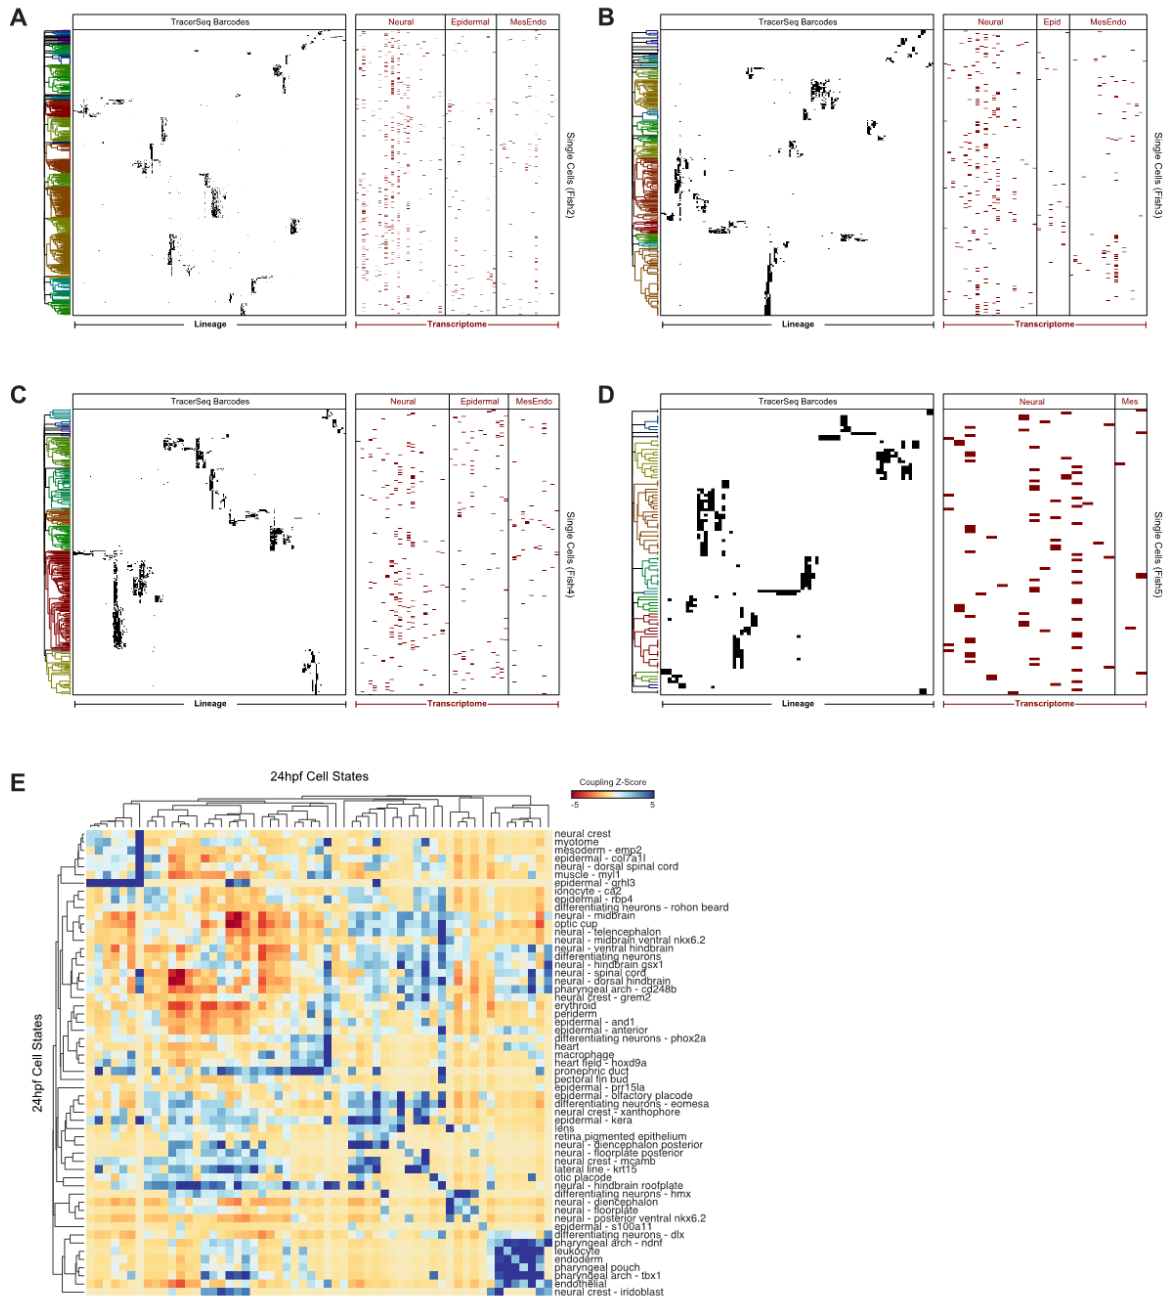 A
TracerSeq Barcodes
Neural
Epidermal
MesEndo
Single Cells (Fish2)
Lineage
Transcriptome
B
TracerSeq Barcodes
Neural
Epid
MesEndo
Single Cells (Fish3)
Lineage
Transcriptome
C
TracerSeq Barcodes
Neural
Epidermal
MesEndo
Single Cells (Fish4)
Lineage
Transcriptome
D
TracerSeq Barcodes
Neural
Mes
Single Cells (Fish5)
Lineage
Transcriptome
E
24hpf Cell States
Coupling Z-Score
-5
5
24hpf Cell States
neural crest
myotome
mesoderm - emp2
epidermal - col7a1l
neural - dorsal spinal cord
muscle - myl1
epidermal - grhl3
ionocyte - ca2
epidermal - rbp4
differentiating neurons - rohon beard
neural - midbrain
optic cup
neural - telencephalon
neural - midbrain ventral nkx6.2
neural - ventral hindbrain
differentiating neurons
neural - hindbrain gsx1
neural - spinal cord
neural - dorsal hindbrain
pharyngeal arch - cd248b
neural crest - grem2
erythroid
periderm
epidermal - and1
epidermal - anterior
differentiating neurons - phox2a
heart
macrophage
heart field - hoxd9a
pronephric duct
pectoral fin bud
epidermal - prr15la
epidermal - olfactory placode
differentiating neurons - eomesa
neural crest - xanthophore
epidermal - kera
lens
retina pigmented epithelium
neural - diencephalon posterior
neural - floorplate posterior
neural crest - mcamb
lateral line - krt15
otic placode
neural - hindbrain roofplate
differentiating neurons - hmx
neural - diencephalon
neural - floorplate
neural - posterior ventral nkx6.2
epidermal - s100a11
differentiating neurons - dlx
pharyngeal arch - ndnf
leukocyte
endoderm
pharyngeal pouch
pharyngeal arch - tbx1
endothelial
neural crest - iridoblast